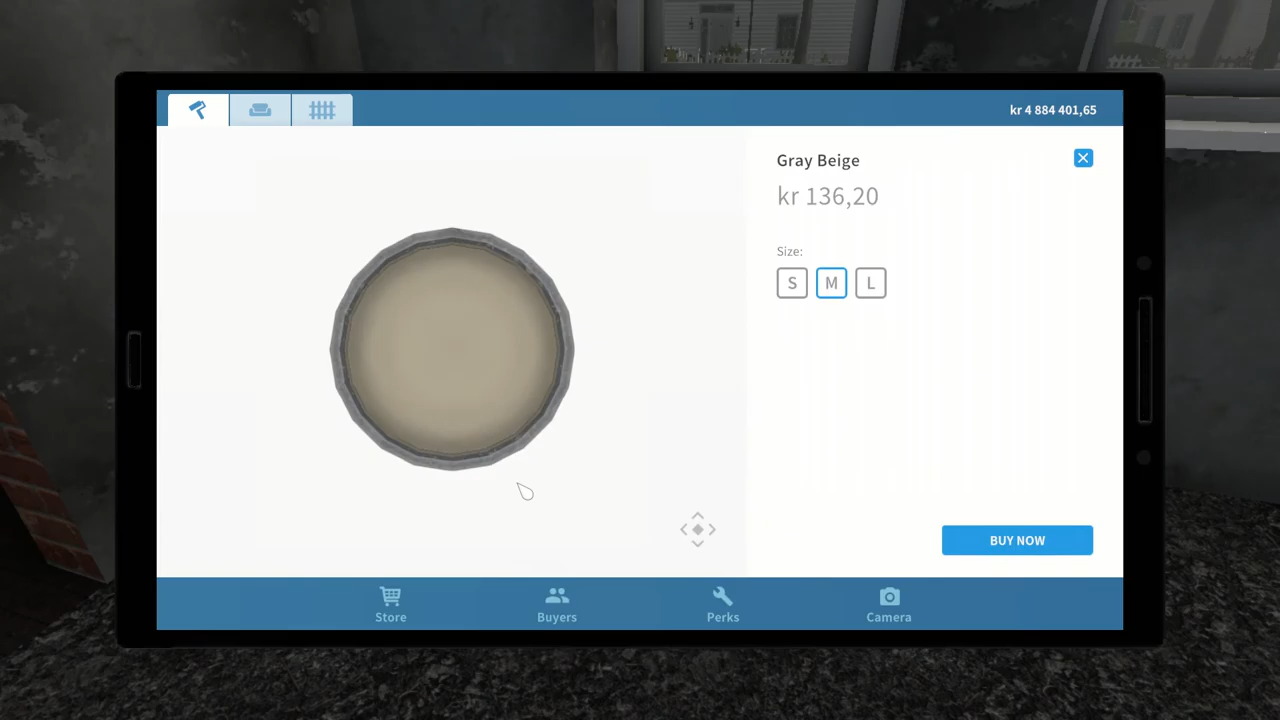 kr 4 884 401,65
Gray Beige
kr 136,20
Size:
S M L
BUY NOW
Store Buyers Perks Camera